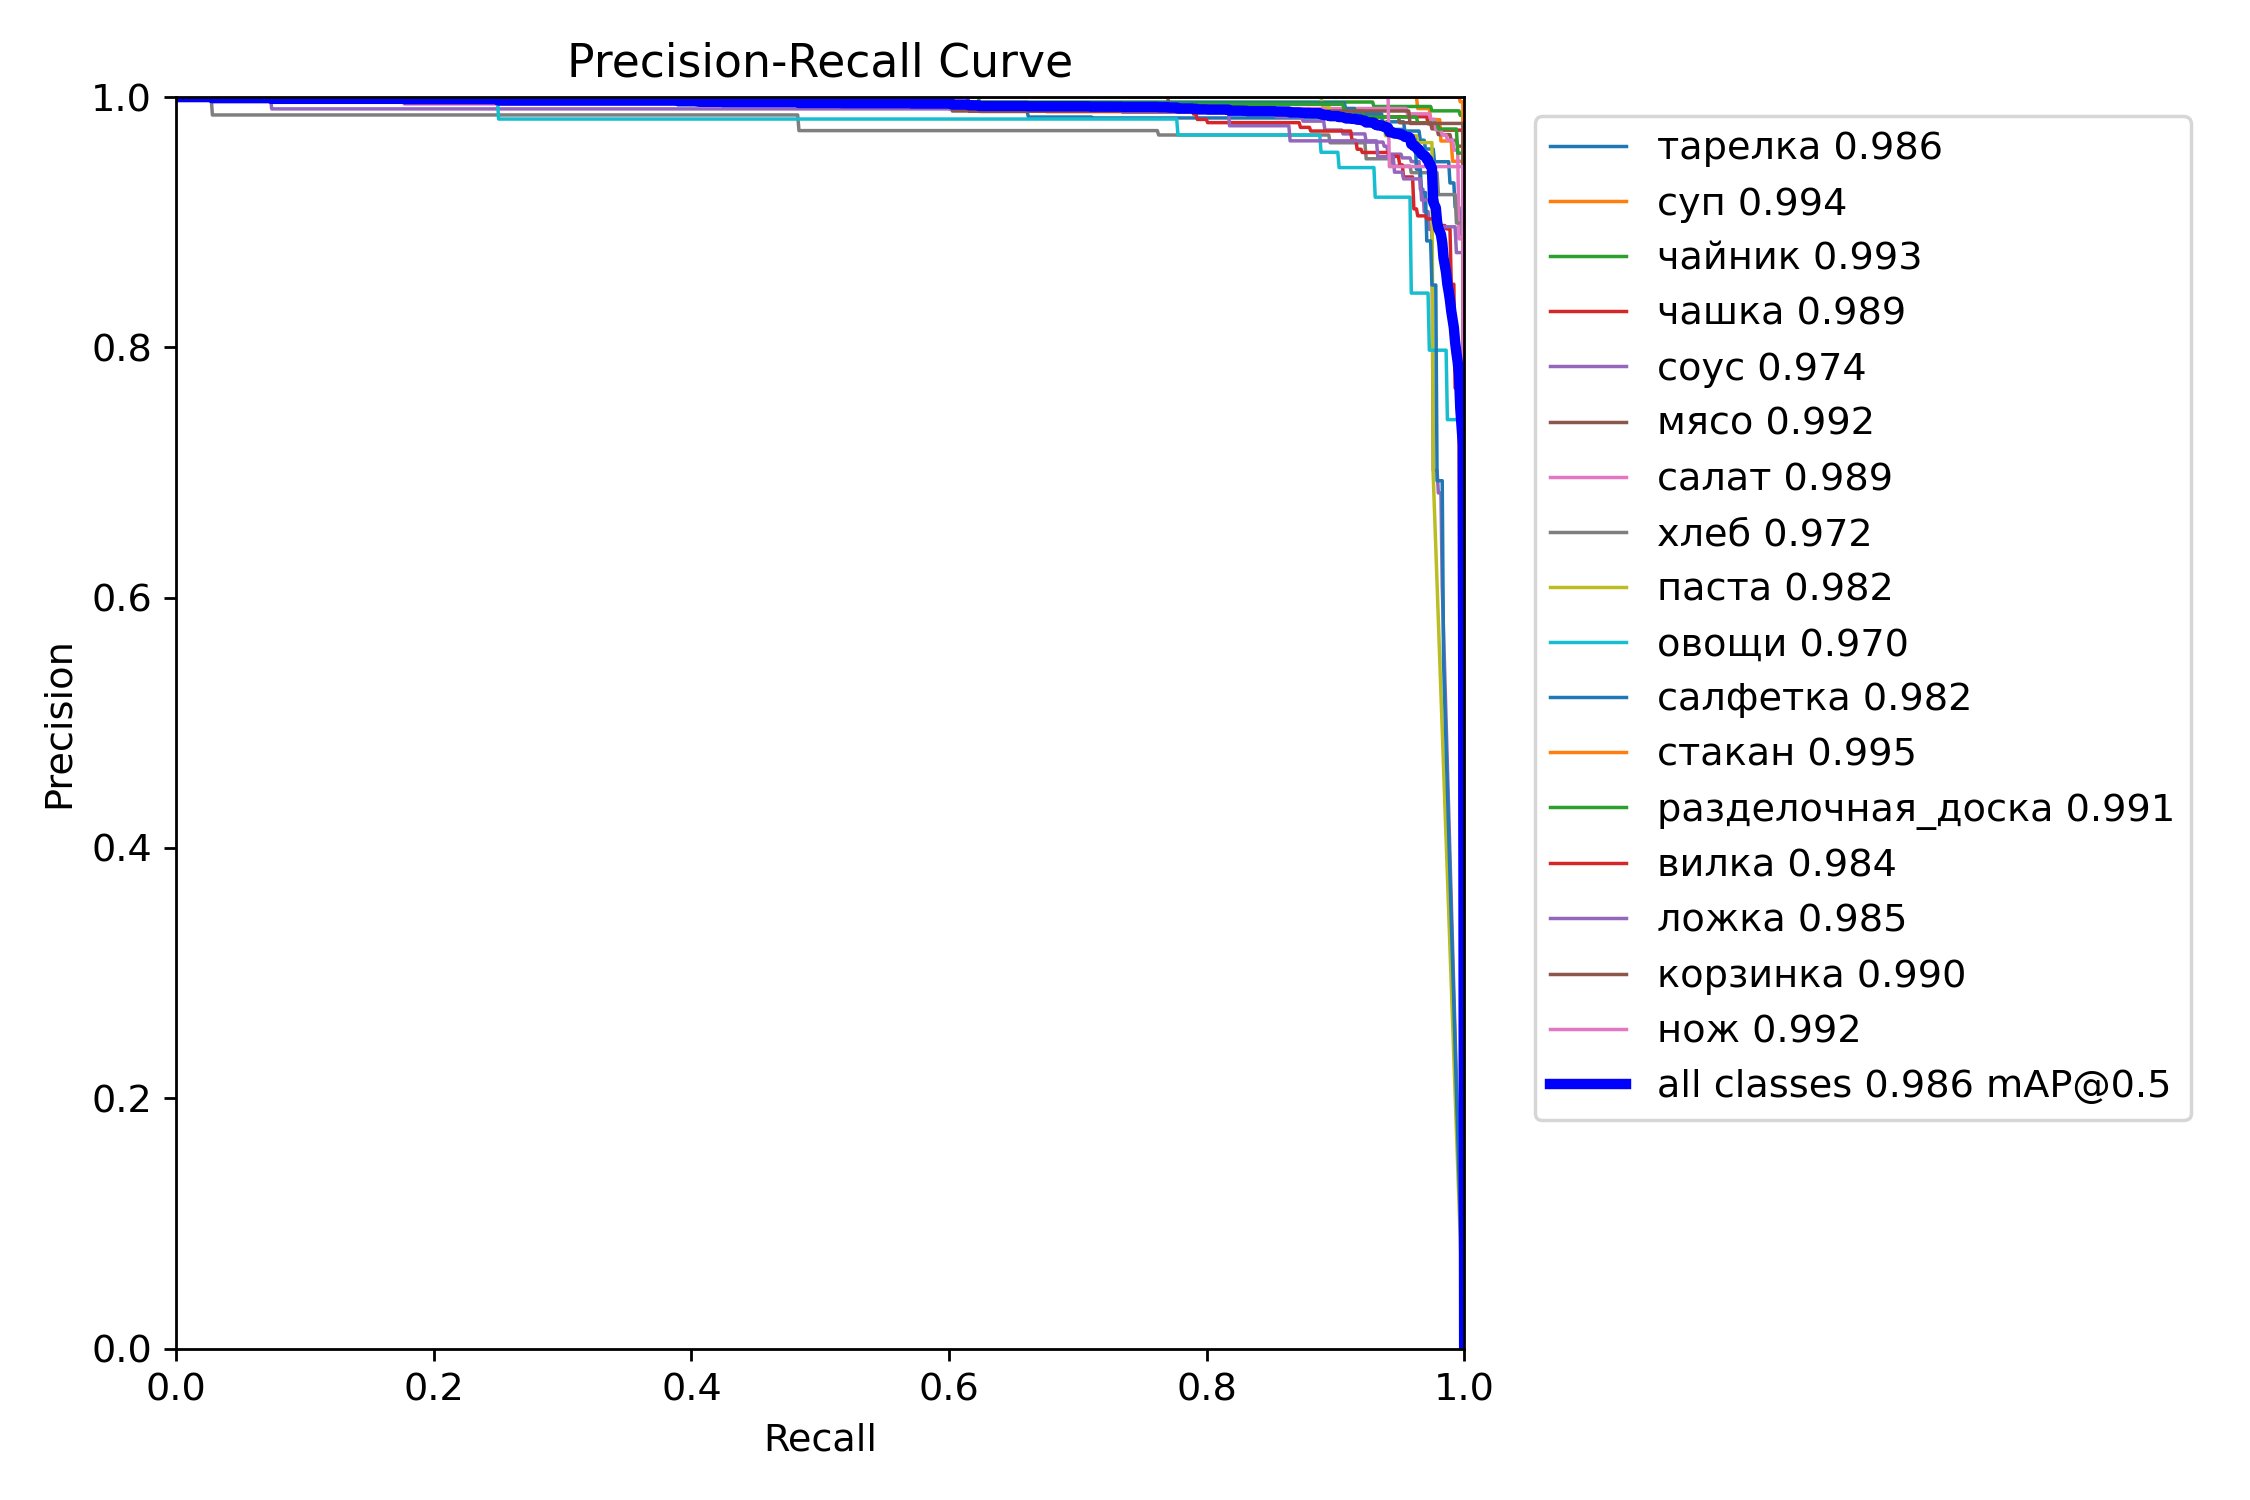 Precision-Recall Curve
1.0
0.8
0.6
0.4
0.2
0.0
Precision
0.0 0.2 0.4 0.6 0.8 1.0
Recall
тарелка 0.986
суп 0.994
чайник 0.993
чашка 0.989
соус 0.974
мясо 0.992
салат 0.989
хлеб 0.972
паста 0.982
овощи 0.970
салфетка 0.982
стакан 0.995
разделочная_доска 0.991
вилка 0.984
ложка 0.985
корзинка 0.990
нож 0.992
all classes 0.986 mAP@0.5